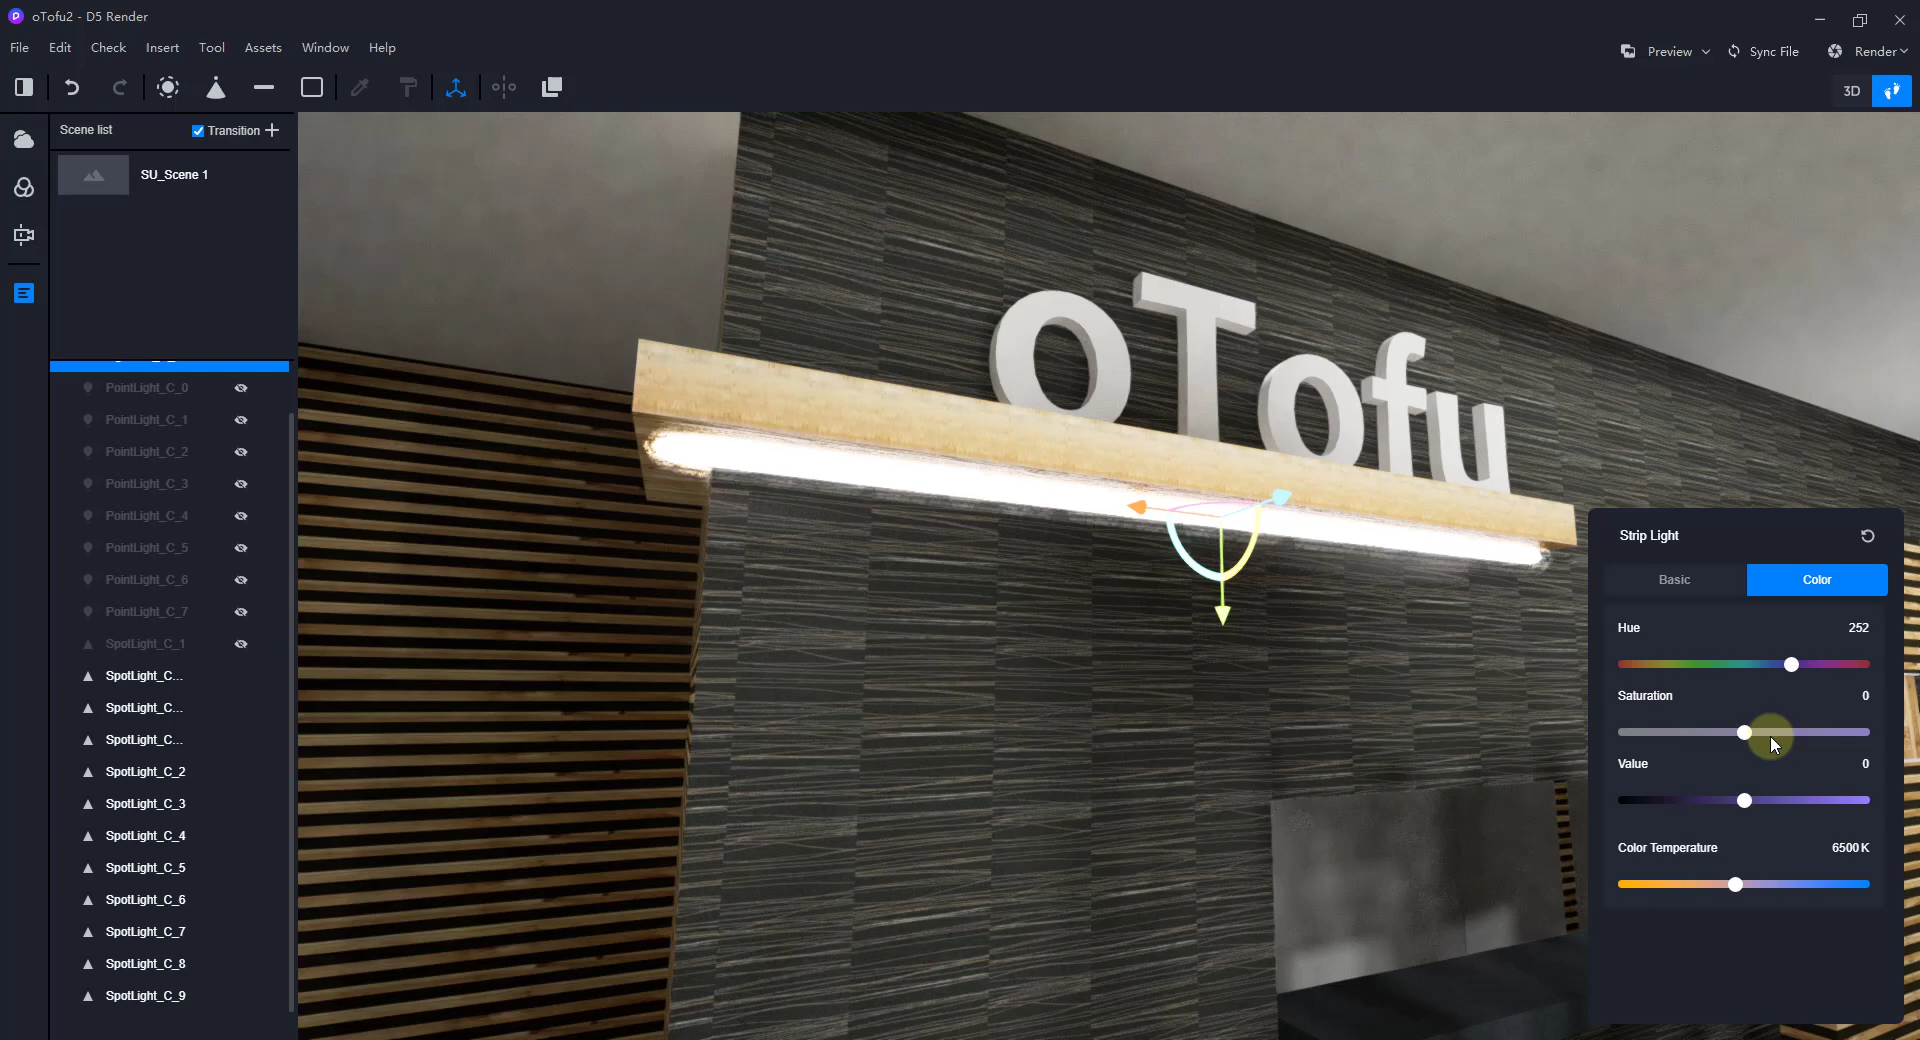 oTofu2 - D5 Render
File Edit Check Insert Tool Assets Window Help
Preview Sync File Render
3D
Scene list Transition
SU_Scene 1
PointLight_C_0
PointLight_C_1
PointLight_C_2
PointLight_C_3
PointLight_C_4
PointLight_C_5
PointLight_C_6
PointLight_C_7
SpotLight_C_1
SpotLight_C...
SpotLight_C...
SpotLight_C...
SpotLight_C_2
SpotLight_C_3
SpotLight_C_4
SpotLight_C_5
SpotLight_C_6
SpotLight_C_7
SpotLight_C_8
SpotLight_C_9
oTofu
Strip Light
Basic Color
Hue 252
Saturation 0
Value 0
Color Temperature 6500 K